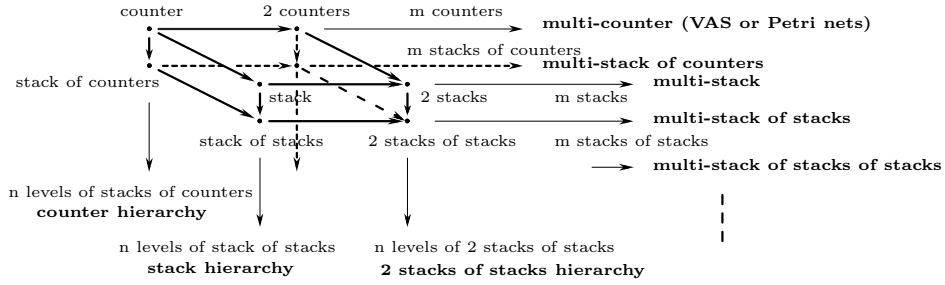 counter 2 counters m counters
multi-counter (VAS or Petri nets)
m stacks of counters
multi-stack of counters
stack of counters
multi-stack
stack 2 stacks m stacks
multi-stack of stacks
stack of stacks 2 stacks of stacks m stacks of stacks
multi-stack of stacks of stacks
n levels of stacks of counters
counter hierarchy
n levels of stack of stacks n levels of 2 stacks of stacks
stack hierarchy 2 stacks of stacks hierarchy